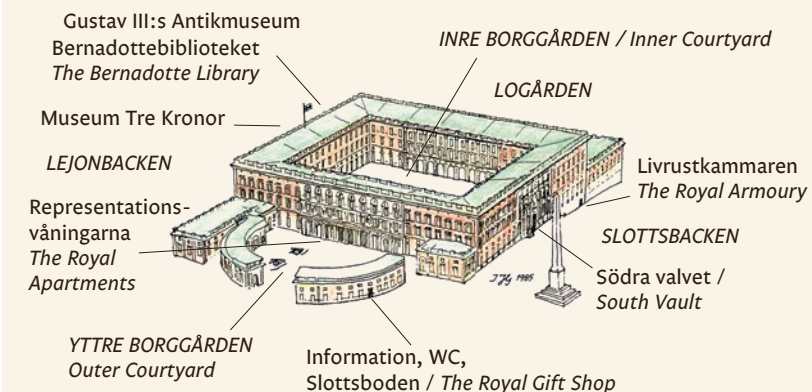 Gustav III:s Antikmuseum
Bernadottebiblioteket
The Bernadotte Library
INRE BORGGÅRDEN / Inner Courtyard
LOGÅRDEN
Museum Tre Kronor
LEJONBACKEN
Livrustkammaren
The Royal Armoury
Representations-
våningarna
The Royal
Apartments
SLOTTSBACKEN
Södra valvet /
South Vault
1985
YTTRE BORGGÅRDEN
Outer Courtyard
Information, WC,
Slottsboden / The Royal Gift Shop